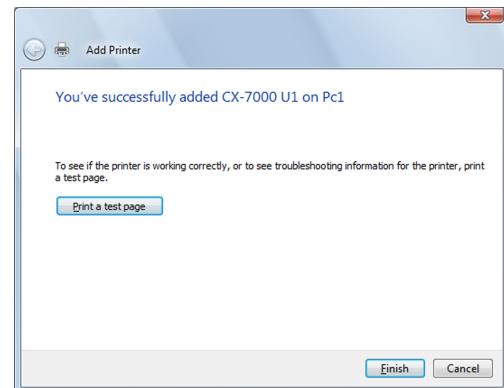 Add Printer
You've successfully added CX-7000 U1 on Pc1
To see if the printer is working correctly, or to see troubleshooting information for the printer, print
a test page.
Print a test page
Finish Cancel